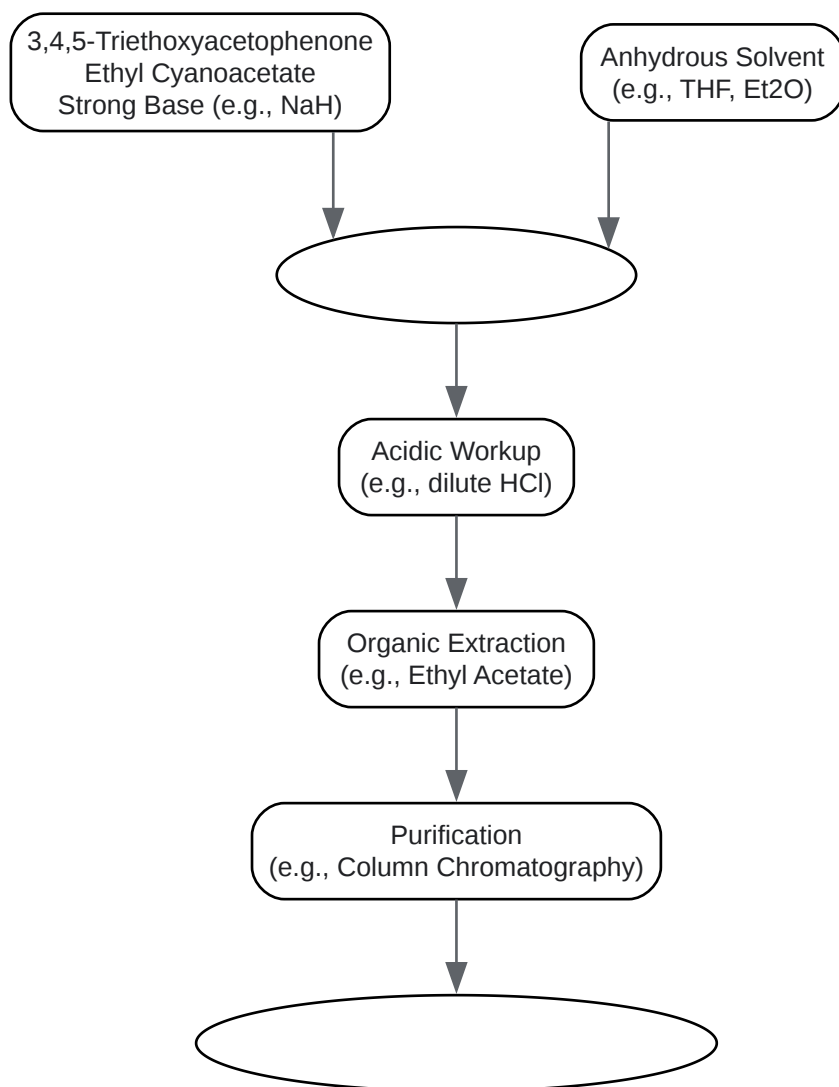 3,4,5-Triethoxyacetophenone
Ethyl Cyanoacetate
Strong Base (e.g., NaH)
Anhydrous Solvent
(e.g., THF, Et2O)
Acidic Workup
(e.g., dilute HCl)
Organic Extraction
(e.g., Ethyl Acetate)
Purification
(e.g., Column Chromatography)